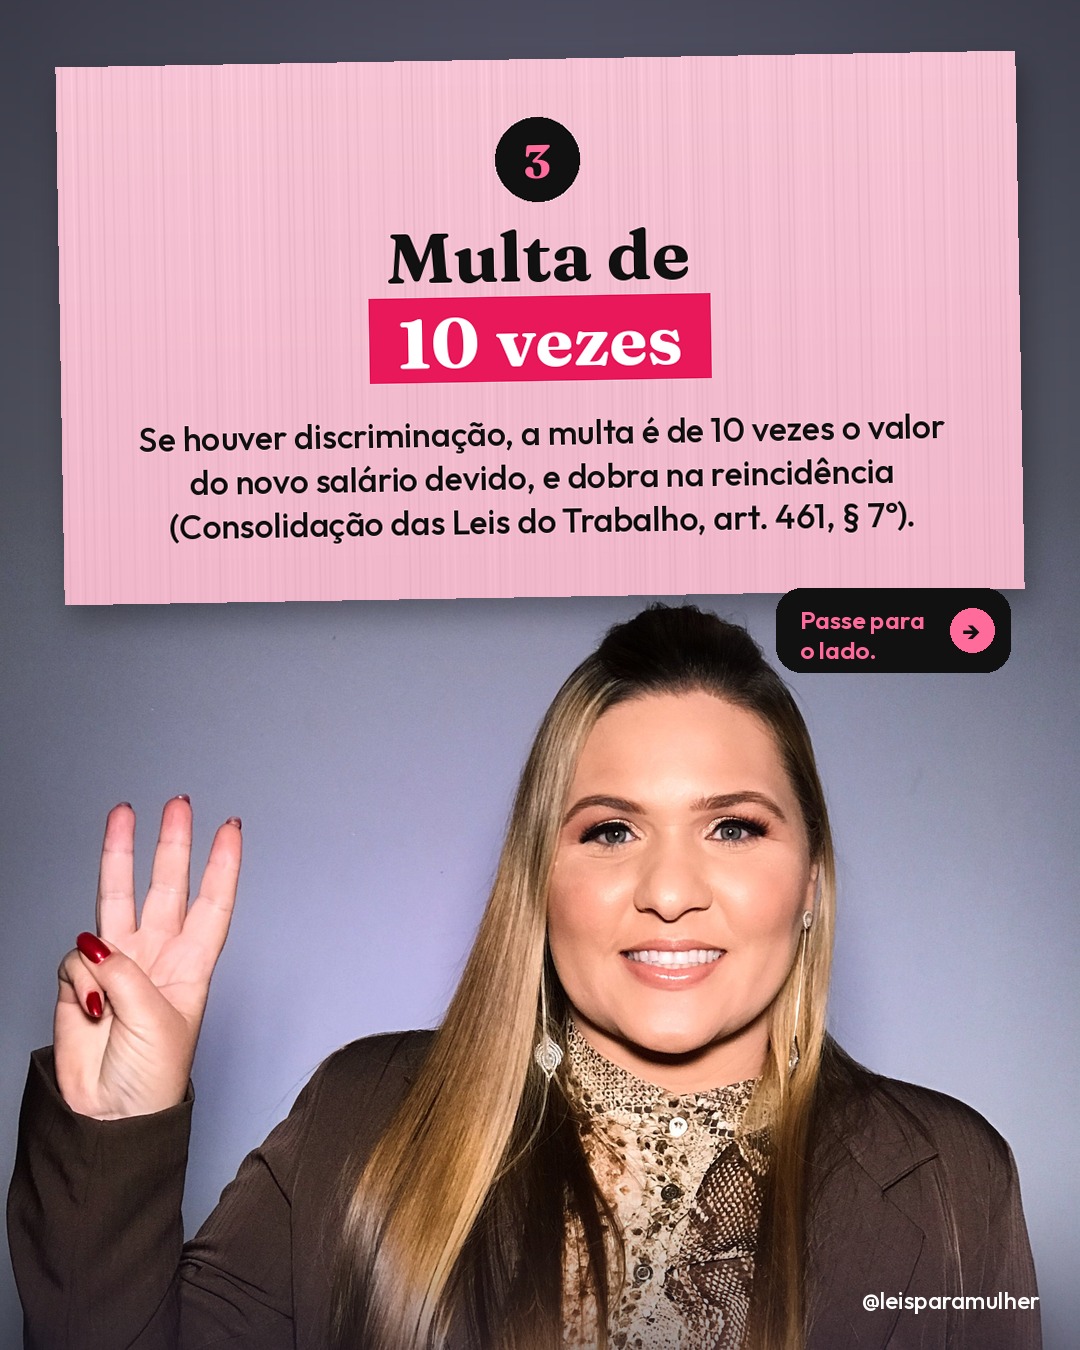 3
Multa de
10 vezes
Se houver discriminação, a multa é de 10 vezes o valor
do novo salário devido, e dobra na reincidência
(Consolidação das Leis do Trabalho, art. 461, § 7º).
Passe para
o lado.
@leisparamulher